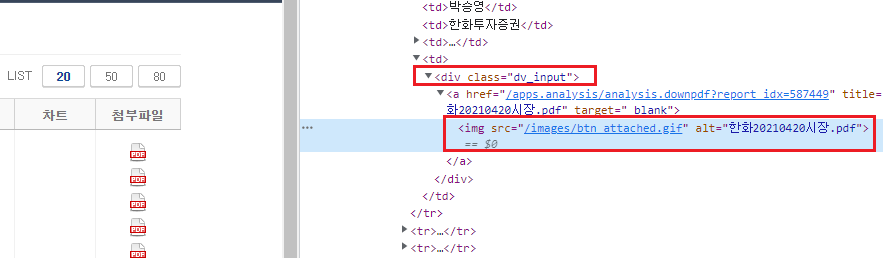 LIST 20 50 80
차트 첨부파일
PDF
PDF
PDF
PDF
PDF
<td>박승영</td>
<td>한화투자증권</td>
▶<td>…</td>
▼<td>
▼<div class="dv_input">
▼<a href="/apps.analysis/analysis.downpdf?report_idx=587449" title=
화20210420시장.pdf" target="_blank">
… <img src="/images/btn_attached.gif" alt="한화20210420시장.pdf">
== $0
</a>
</div>
</td>
</tr>
▶<tr>…</tr>
▶<tr>…</tr>